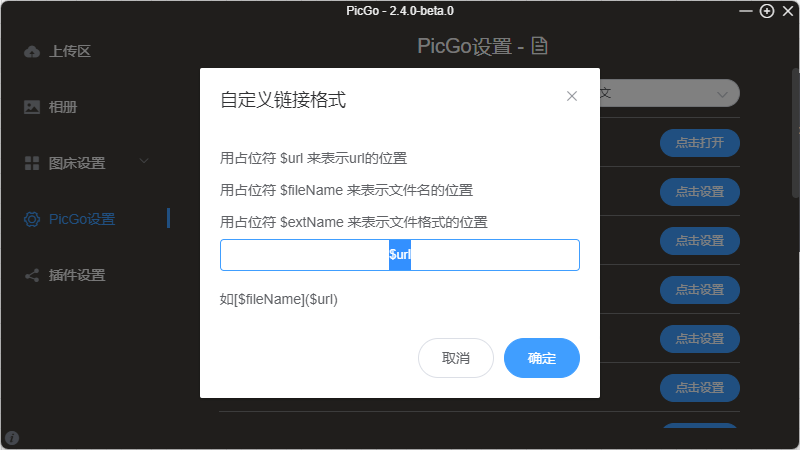 PicGo - 2.4.0-beta.0
上传区
相册
图床设置
PicGo设置
插件设置
PicGo设置 -
文
点击打开
点击设置
点击设置
点击设置
点击设置
点击设置
自定义链接格式
用占位符 $url 来表示url的位置
用占位符 $fileName 来表示文件名的位置
用占位符 $extName 来表示文件格式的位置
$url
如[$fileName]($url)
取消
确定